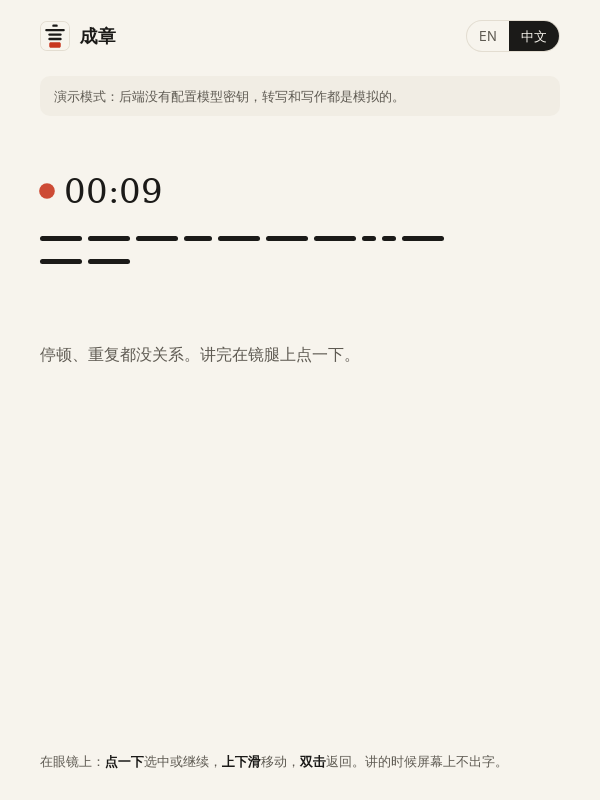 成章
EN 中文
演示模式：后端没有配置模型密钥，转写和写作都是模拟的。
00:09
停顿、重复都没关系。讲完在镜腿上点一下。
在眼镜上：点一下选中或继续，上下滑移动，双击返回。讲的时候屏幕上不出字。